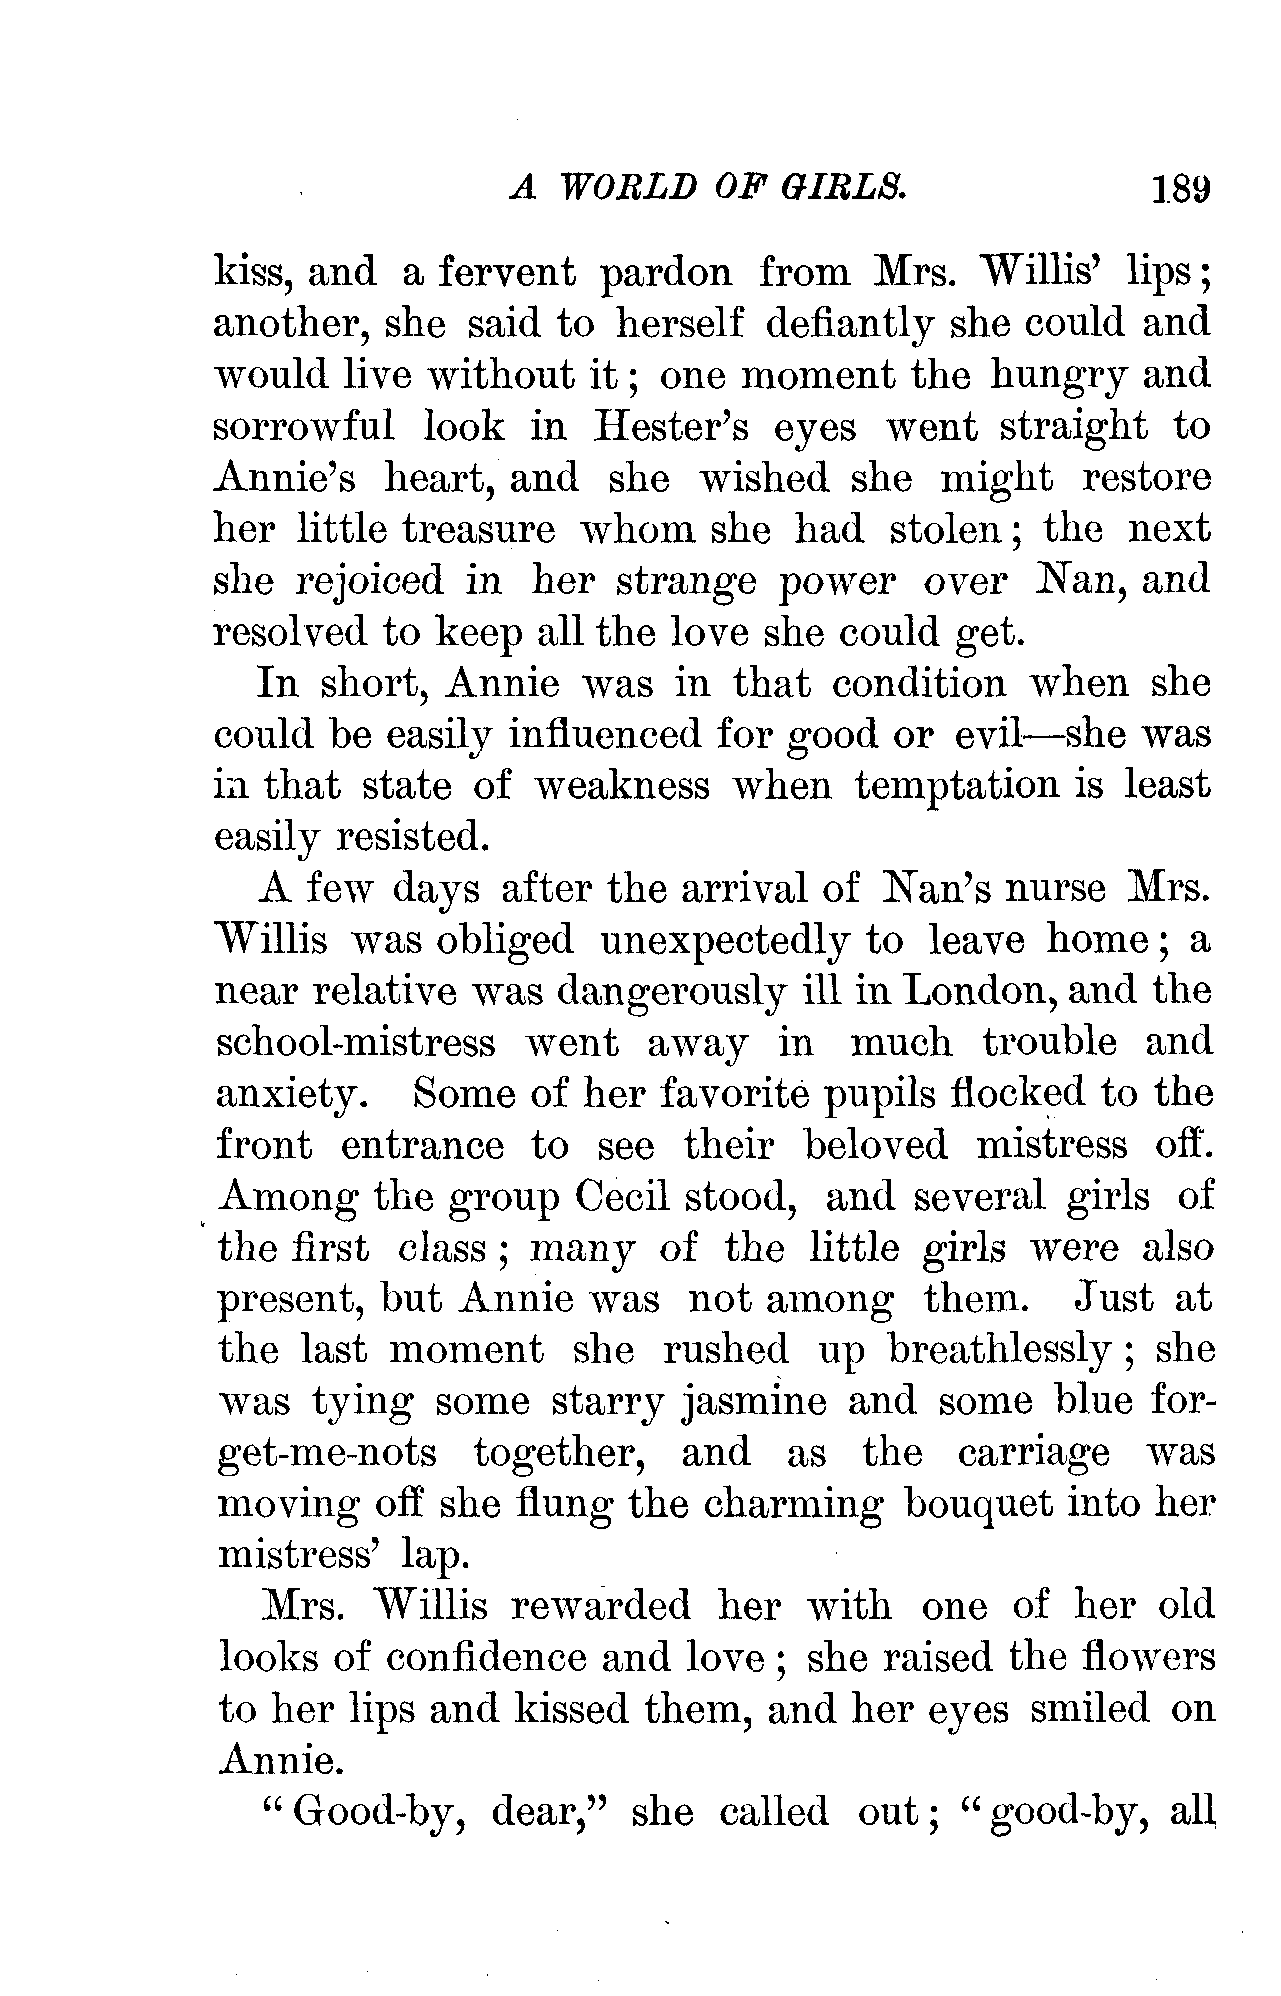 A WORLD OF GIRLS. 189
kiss, and a fervent pardon from Mrs. Willis' lips;
another, she said to herself defiantly she could and
would live without it; one moment the hungry and
sorrowful look in Hester's eyes went straight to
Annie's heart, and she wished she might restore
her little treasure whom she had stolen; the next
she rejoiced in her strange power over Nan, and
resolved to keep all the love she could get.
In short, Annie was in that condition when she
could be easily influenced for good or evil—she was
in that state of weakness when temptation is least
easily resisted.
A few days after the arrival of Nan's nurse Mrs.
Willis was obliged unexpectedly to leave home; a
near relative was dangerously ill in London, and the
school-mistress went away in much trouble and
anxiety. Some of her favorite pupils flocked to the
front entrance to see their beloved mistress off.
Among the group Cecil stood, and several girls of
the first class; many of the little girls were also
present, but Annie was not among them. Just at
the last moment she rushed up breathlessly; she
was tying some starry jasmine and some blue for-
get-me-nots together, and as the carriage was
moving off she flung the charming bouquet into her
mistress' lap.
Mrs. Willis rewarded her with one of her old
looks of confidence and love; she raised the flowers
to her lips and kissed them, and her eyes smiled on
Annie.
"Good-by, dear," she called out; "good-by, all